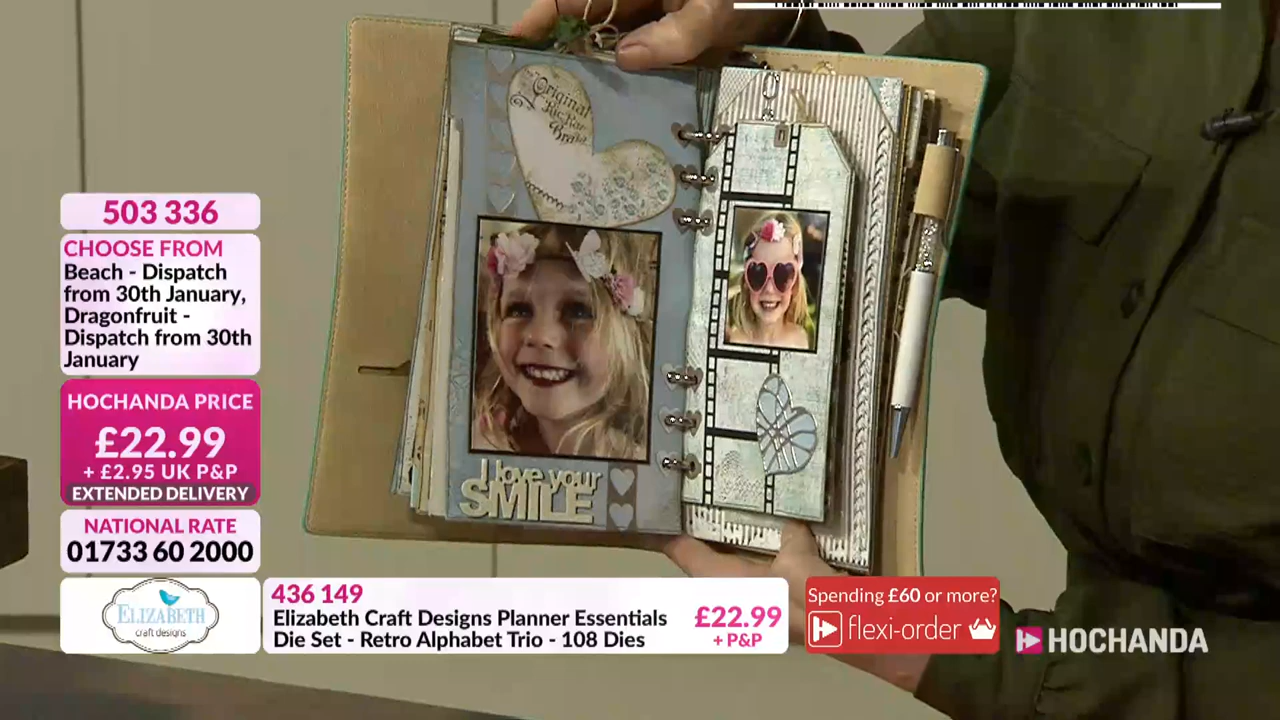 Original
Ric Rac
Braid
I love your
SMILE
503 336
CHOOSE FROM
Beach - Dispatch
from 30th January,
Dragonfruit -
Dispatch from 30th
January
HOCHANDA PRICE
£22.99
+ £2.95 UK P&P
EXTENDED DELIVERY
NATIONAL RATE
01733 60 2000
ELIZABETH
craft designs
436 149
Elizabeth Craft Designs Planner Essentials
Die Set - Retro Alphabet Trio - 108 Dies
£22.99
+ P&P
Spending £60 or more?
flexi-order
HOCHANDA